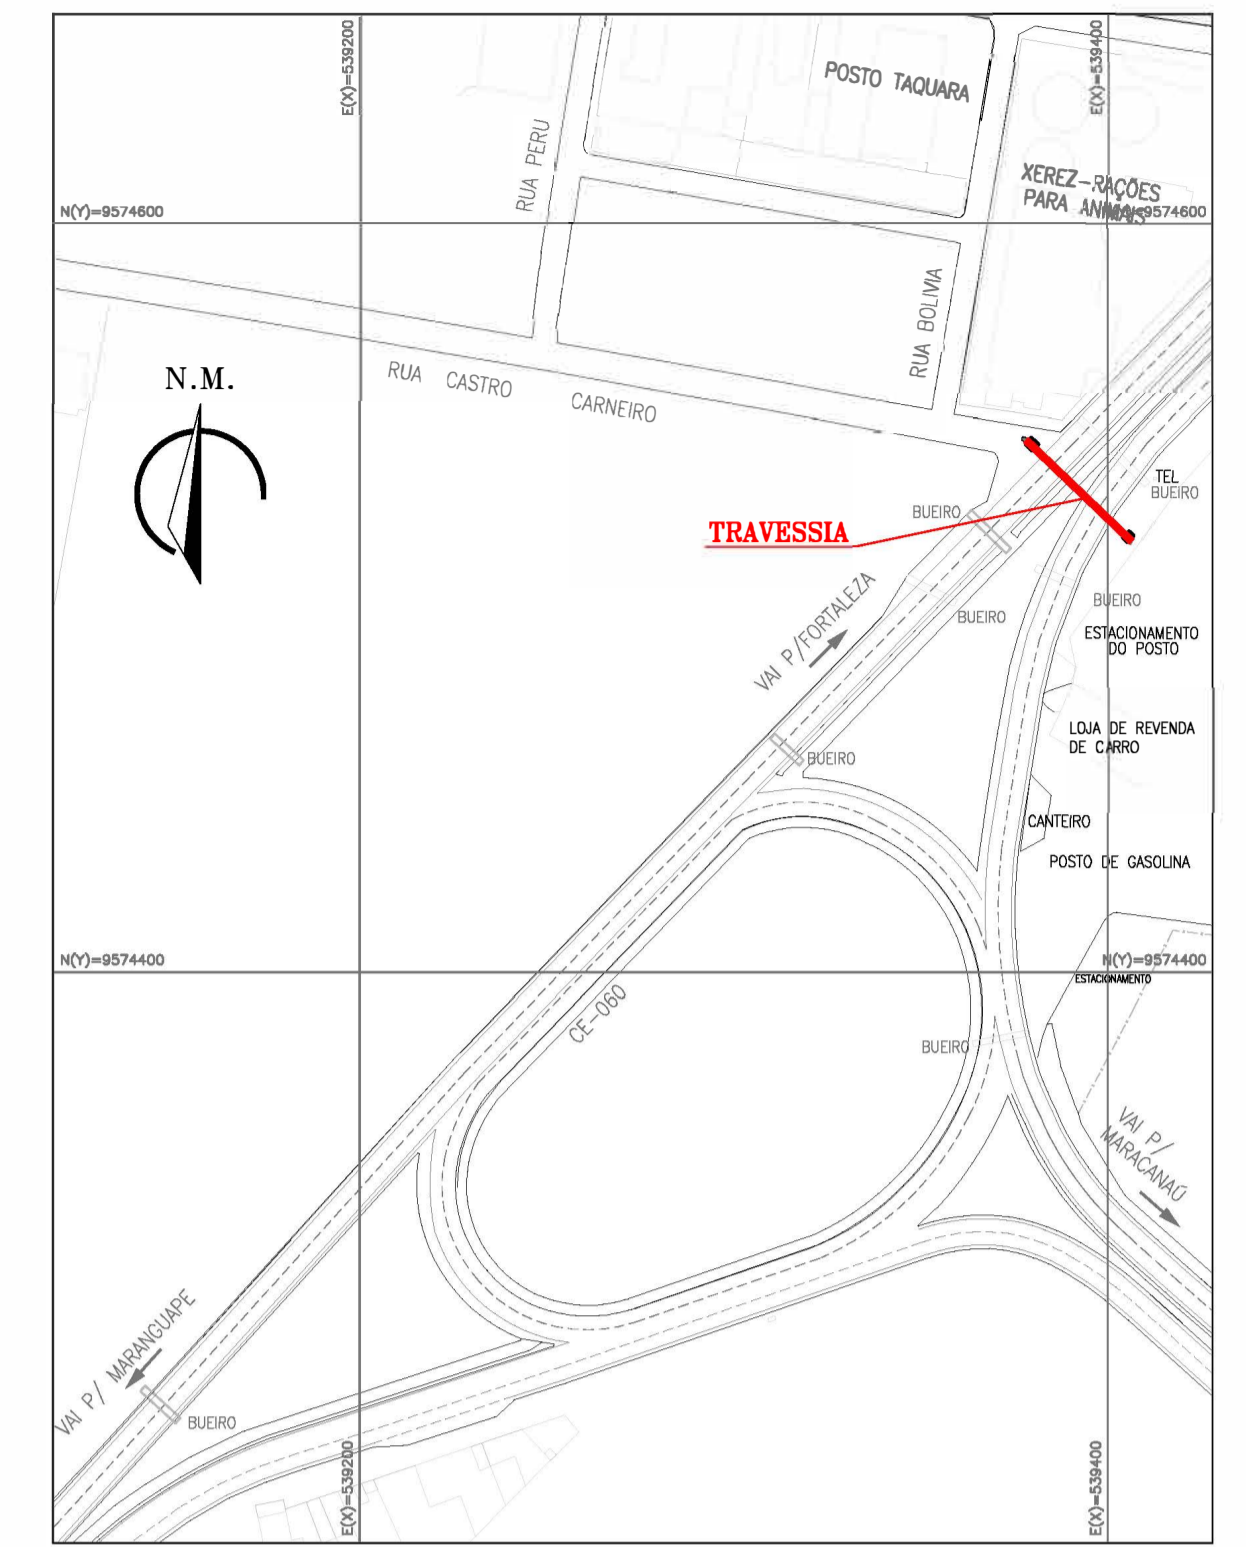 E(X)=539200
E(X)=539400
POSTO TAQUARA
RUA PERU
XEREZ-RAÇÕES
PARA ANIMAIS
N(Y)=9574600
=9574600
RUA BOLIVIA
N.M.
RUA CASTRO CARNEIRO
TEL
BUEIRO
BUEIRO
TRAVESSIA
BUEIRO
BUEIRO
VAI P/FORTALEZA
ESTACIONAMENTO
DO POSTO
LOJA DE REVENDA
DE CARRO
BUEIRO
CANTEIRO
POSTO DE GASOLINA
N(Y)=9574400
N(Y)=9574400
ESTACIONAMENTO
CE-060
BUEIRO
VAI P/
MARACANAÚ
VAI P/ MARANGUAPE
BUEIRO
E(X)=539200
E(X)=539400